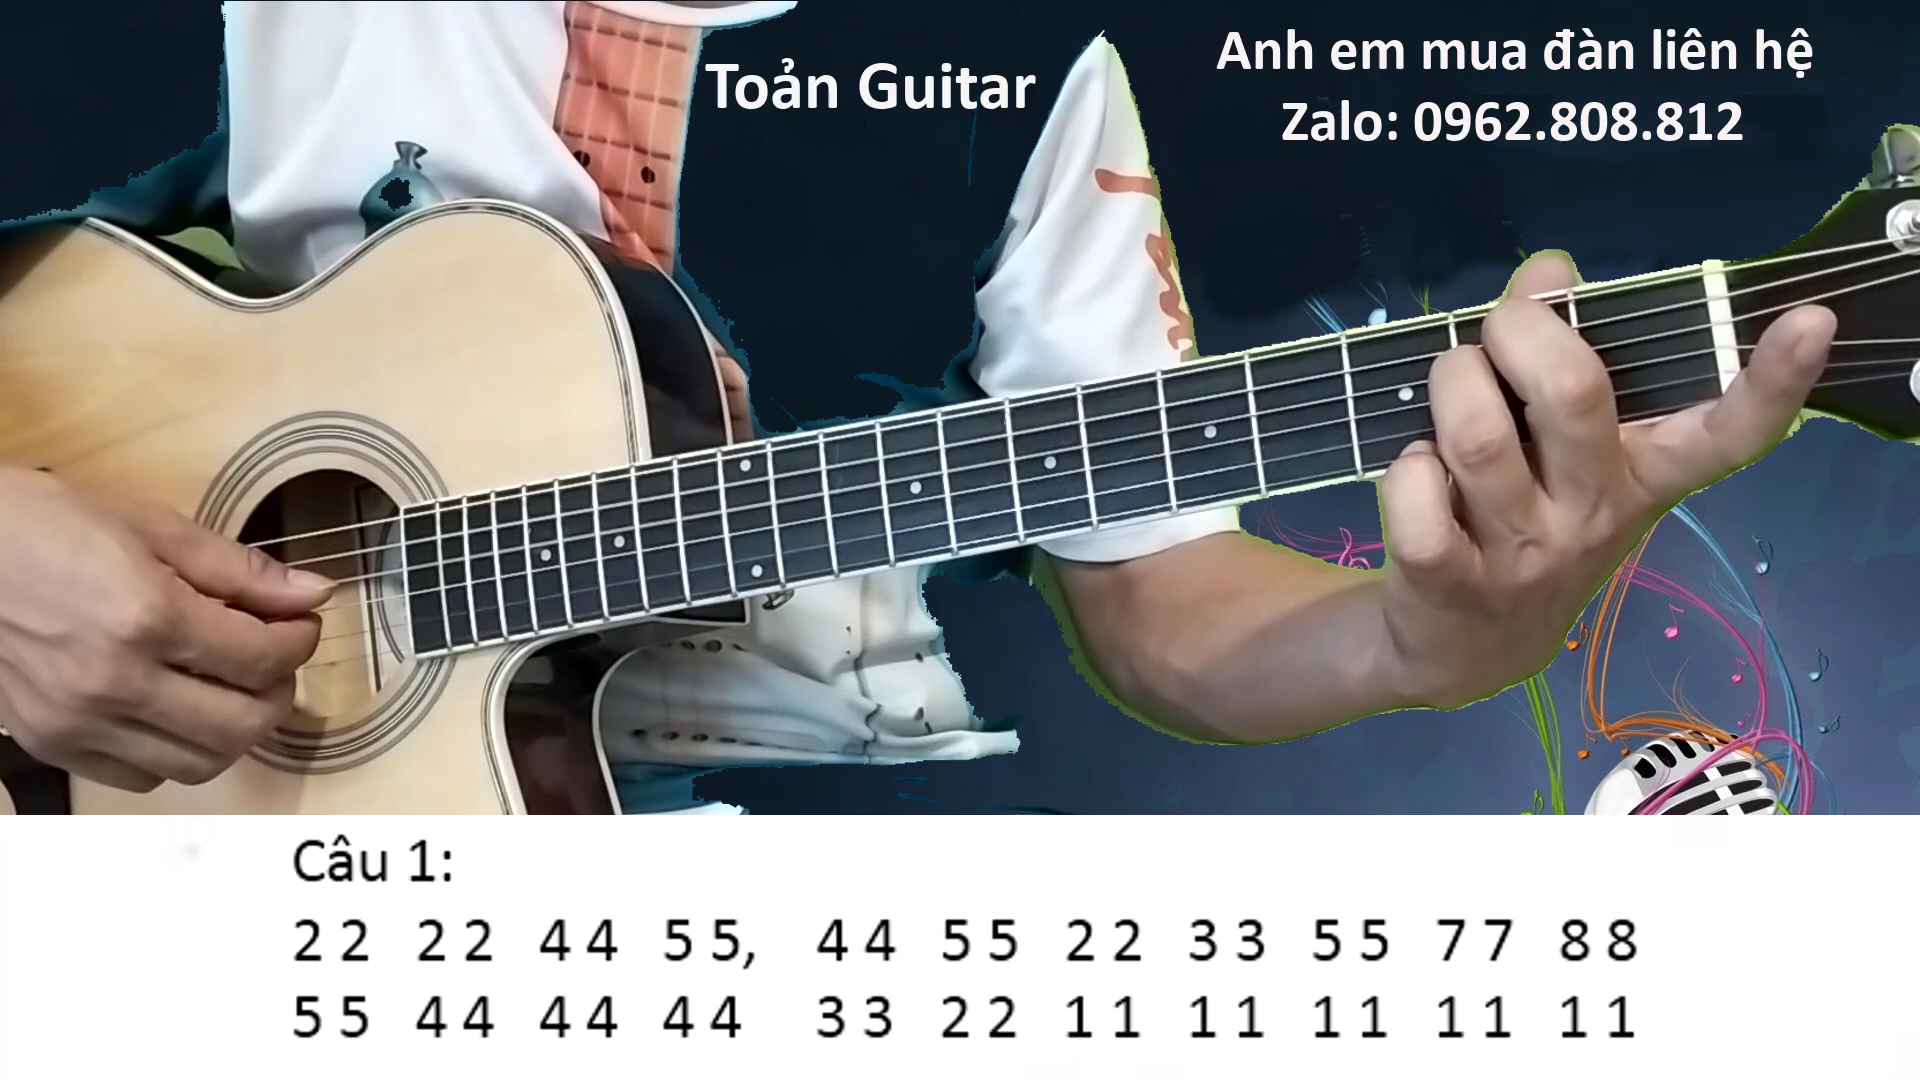 Toản Guitar
Anh em mua đàn liên hệ
Zalo: 0962.808.812
Câu 1:
2 2 2 2 4 4 5 5, 4 4 5 5 2 2 3 3 5 5 7 7 8 8
5 5 4 4 4 4 4 4 3 3 2 2 1 1 1 1 1 1 1 1 1 1